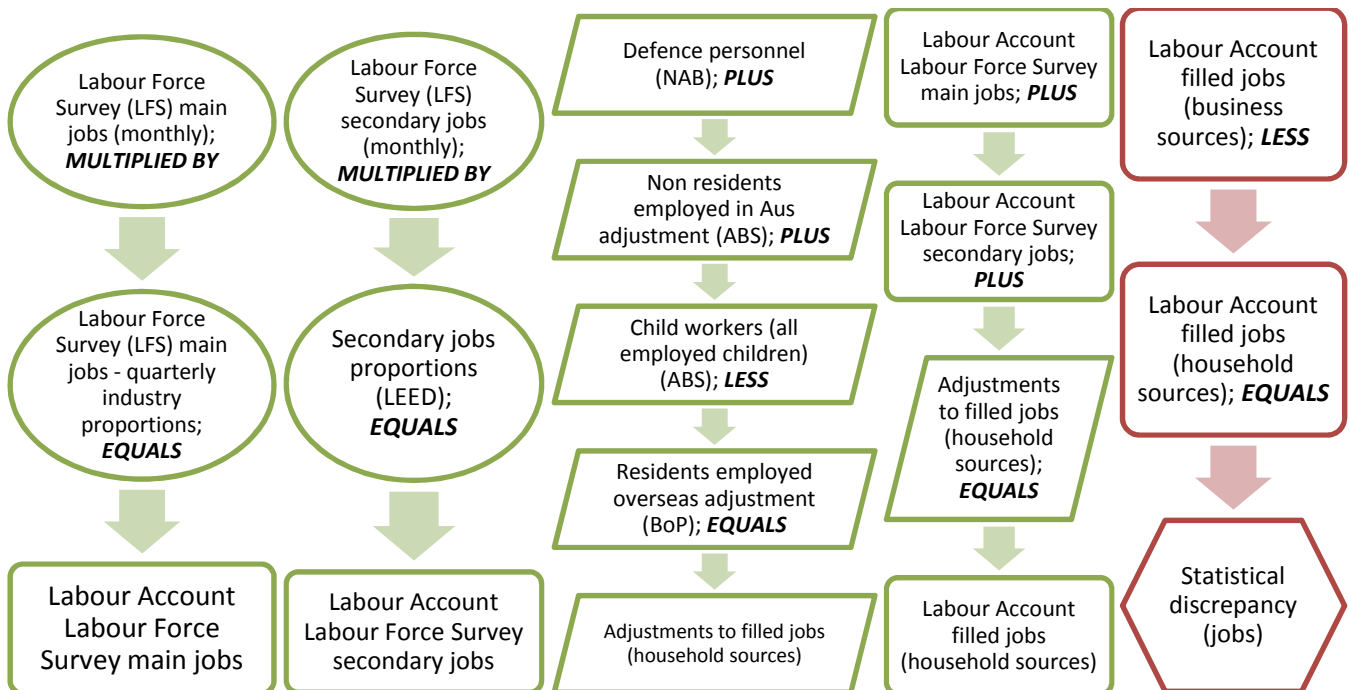 Labour Force
Survey (LFS) main
jobs (monthly);
MULTIPLIED BY
Labour Force
Survey (LFS) main
jobs - quarterly
industry
proportions;
EQUALS
Labour Account
Labour Force
Survey main jobs
Labour Force
Survey (LFS)
secondary jobs
(monthly);
MULTIPLIED BY
Secondary jobs
proportions
(LEED);
EQUALS
Labour Account
Labour Force Survey
secondary jobs
Defence personnel
(NAB); PLUS
Non residents
employed in Aus
adjustment (ABS); PLUS
Child workers (all
employed children)
(ABS); LESS
Residents employed
overseas adjustment
(BoP); EQUALS
Adjustments to filled jobs
(household sources)
Labour Account
Labour Force Survey
main jobs; PLUS
Labour Account
Labour Force Survey
secondary jobs;
PLUS
Adjustments
to filled jobs
(household
sources);
EQUALS
Labour Account
filled jobs
(household sources)
Labour Account
filled jobs
(business
sources); LESS
Labour Account
filled jobs
(household
sources); EQUALS
Statistical
discrepancy
(jobs)